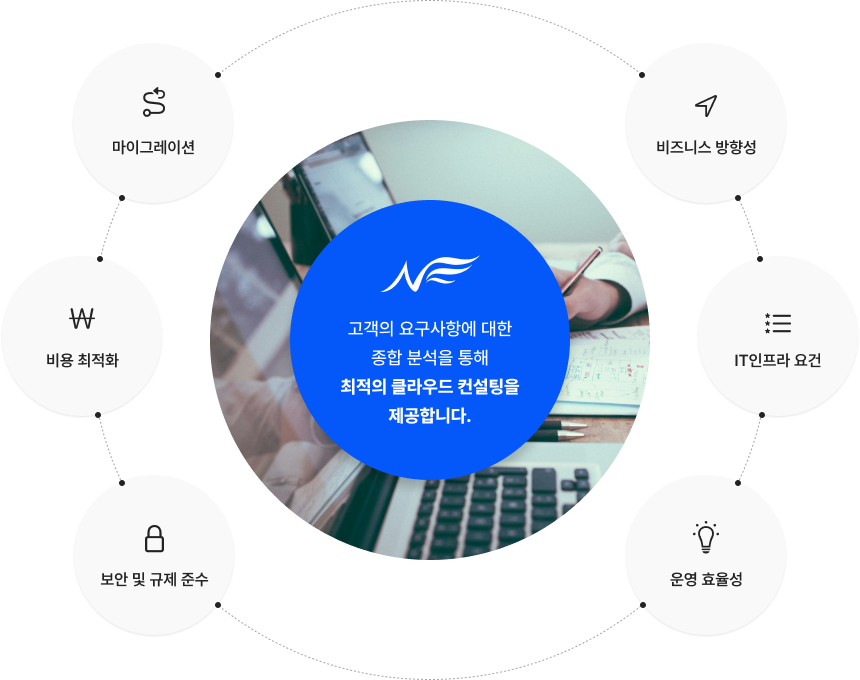 마이그레이션
비즈니스 방향성
고객의 요구사항에 대한
종합 분석을 통해
최적의 클라우드 컨설팅을
제공합니다.
비용 최적화
IT인프라 요건
보안 및 규제 준수
운영 효율성